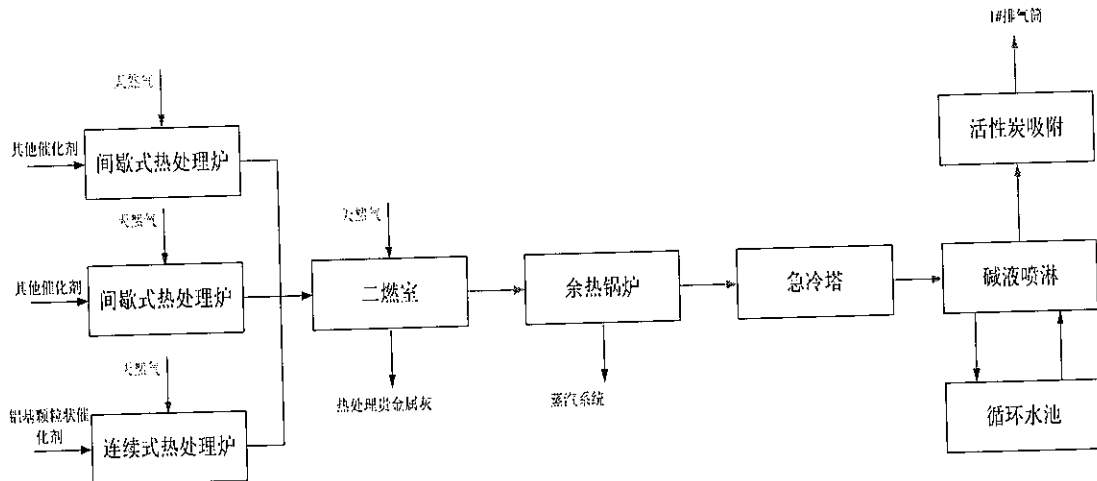 1#排气筒
天然气
活性炭吸附
其他催化剂
间歇式热处理炉
天然气
天然气
其他催化剂
间歇式热处理炉
二燃室
余热锅炉
急冷塔
碱液喷淋
天然气
热处理贵金属灰
蒸汽系统
铝基颗粒状催
化剂
连续式热处理炉
循环水池